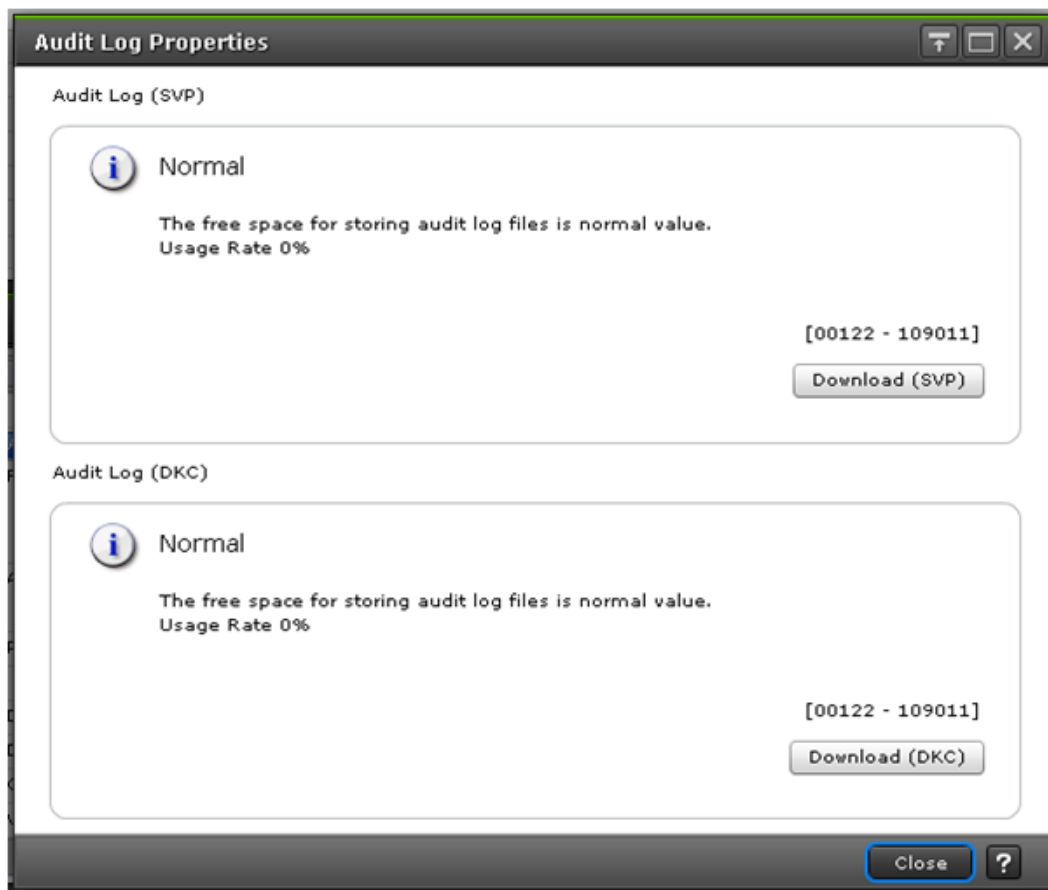 Audit Log Properties
Audit Log (SVP)
i
Normal
The free space for storing audit log files is normal value.
Usage Rate 0%
[00122 - 109011]
Download (SVP)
Audit Log (DKC)
i
Normal
The free space for storing audit log files is normal value.
Usage Rate 0%
[00122 - 109011]
Download (DKC)
Close
?